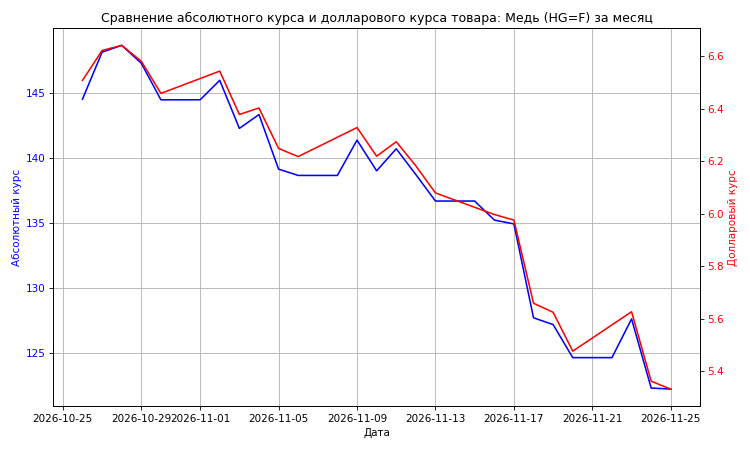 Сравнение абсолютного курса и долларового курса товара: Медь (HG=F) за месяц
Абсолютный курс
145
140
135
130
125
6.6
6.4
6.2
6.0
5.8
5.6
5.4
Долларовый курс
2026-10-25 2026-10-29 2026-11-01 2026-11-05 2026-11-09 2026-11-13 2026-11-17 2026-11-21 2026-11-25
Дата